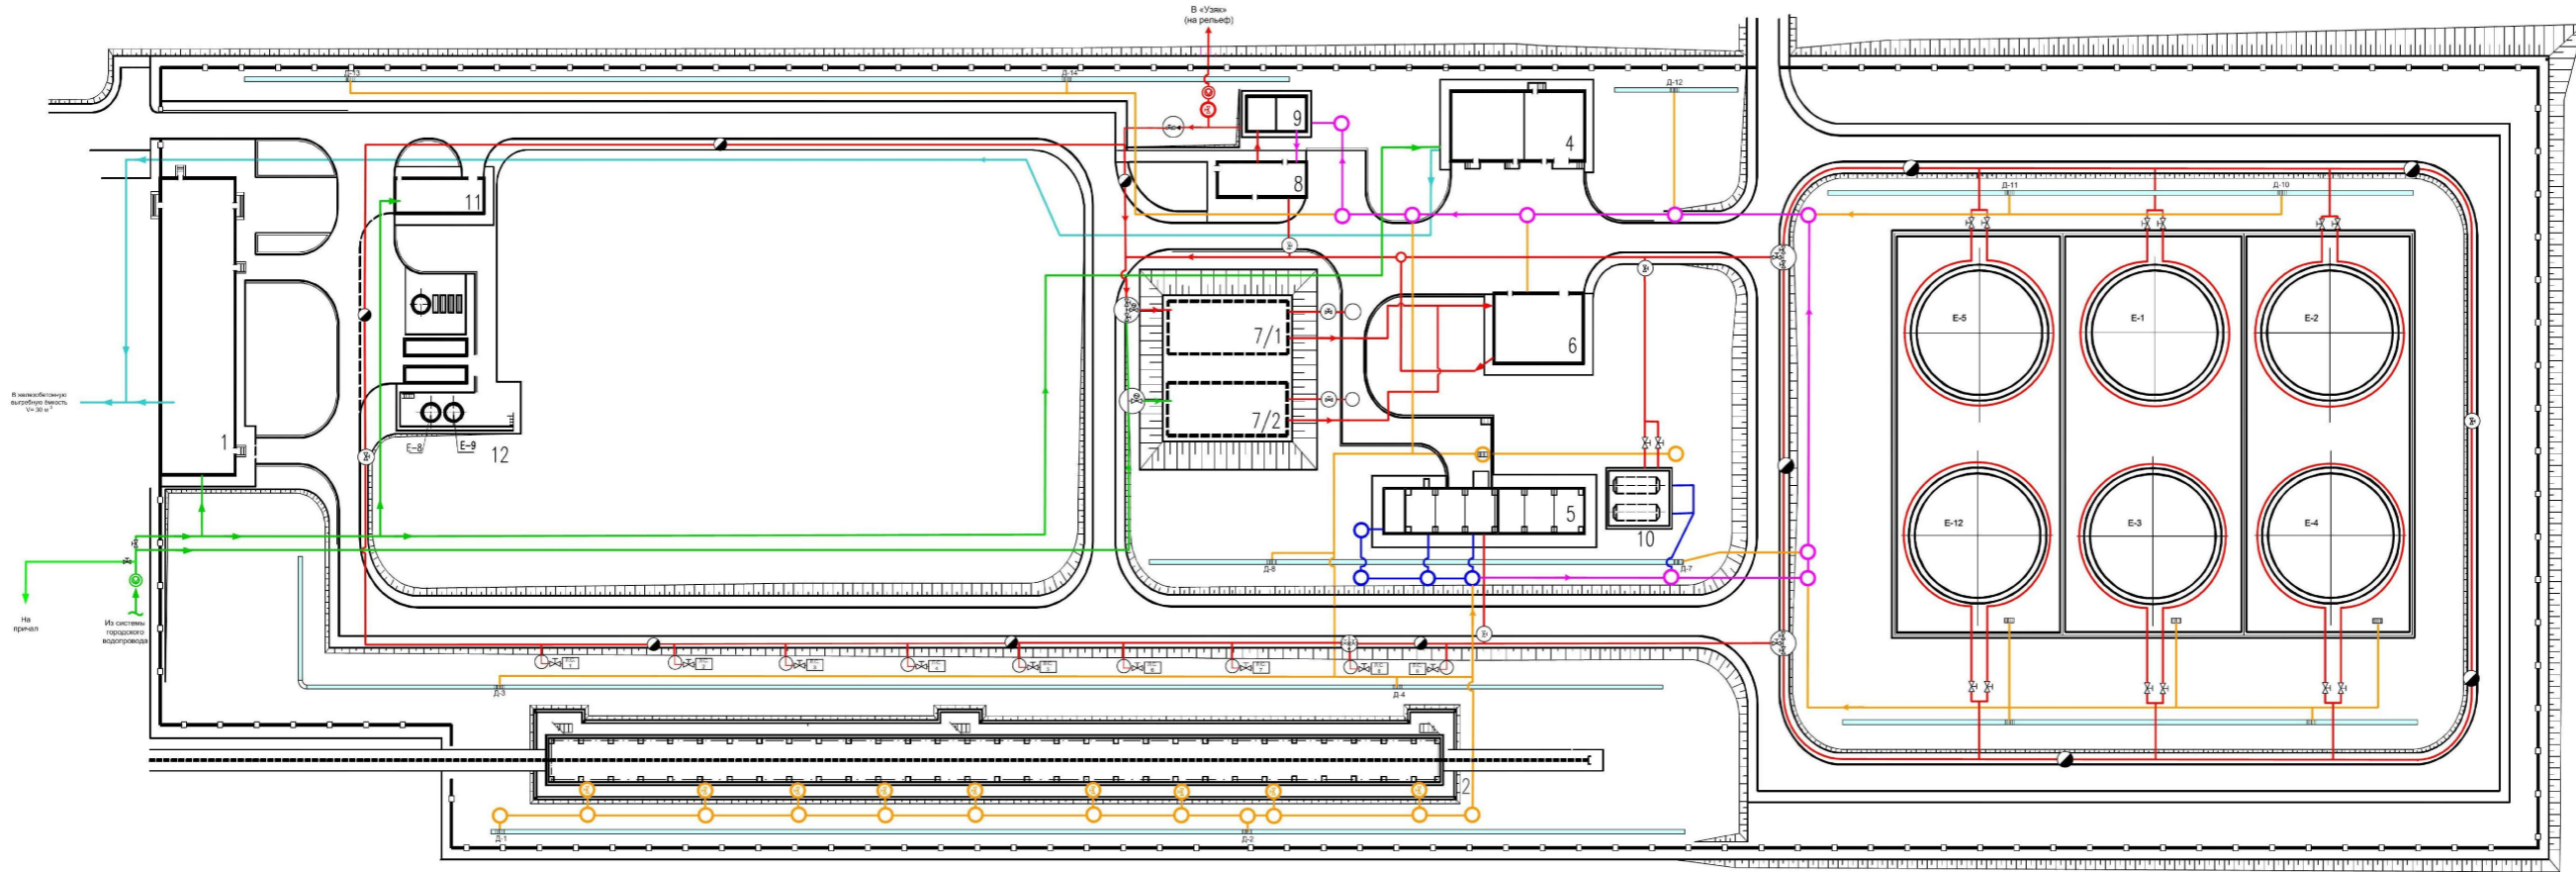 В «Узяк»
(на рельеф)
Д-13
Д-14
Д-12
9
4
8
11
Д-11
Д-10
E-5
E-1
E-2
7/1
6
В железобетонную
выгребную ёмкость
V= 30 м³
1
7/2
E-8
E-9
12
5
10
E-12
E-3
E-4
Д-8
Д-7
На
причал
Из системы
городского
водопровода
Д-3
Д-4
2
Д-1
Д-2